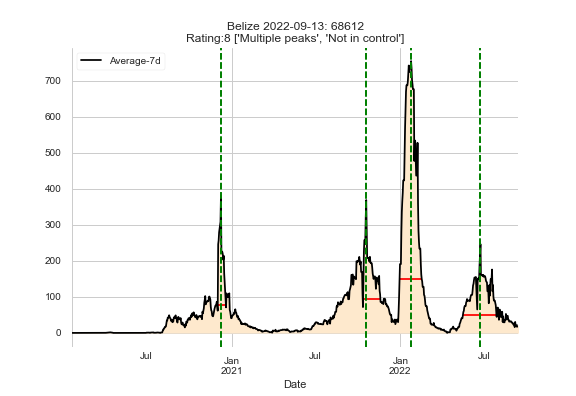 Belize 2022-09-13: 68612
Rating:8 ['Multiple peaks', 'Not in control']
Average-7d
700
600
500
400
300
200
100
0
Jul
Jan
2021
Jul
Jan
2022
Jul
Date